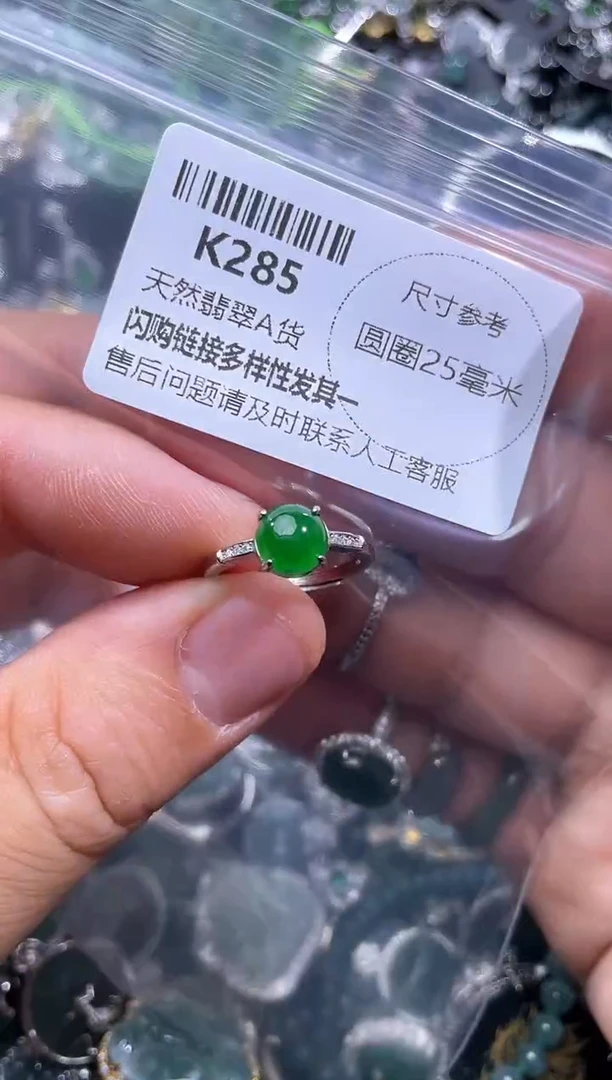 K285
天然翡翠A货
闪购链接多样性发其一
售后问题请及时联系人工客服
尺寸参考
圆圈25毫米